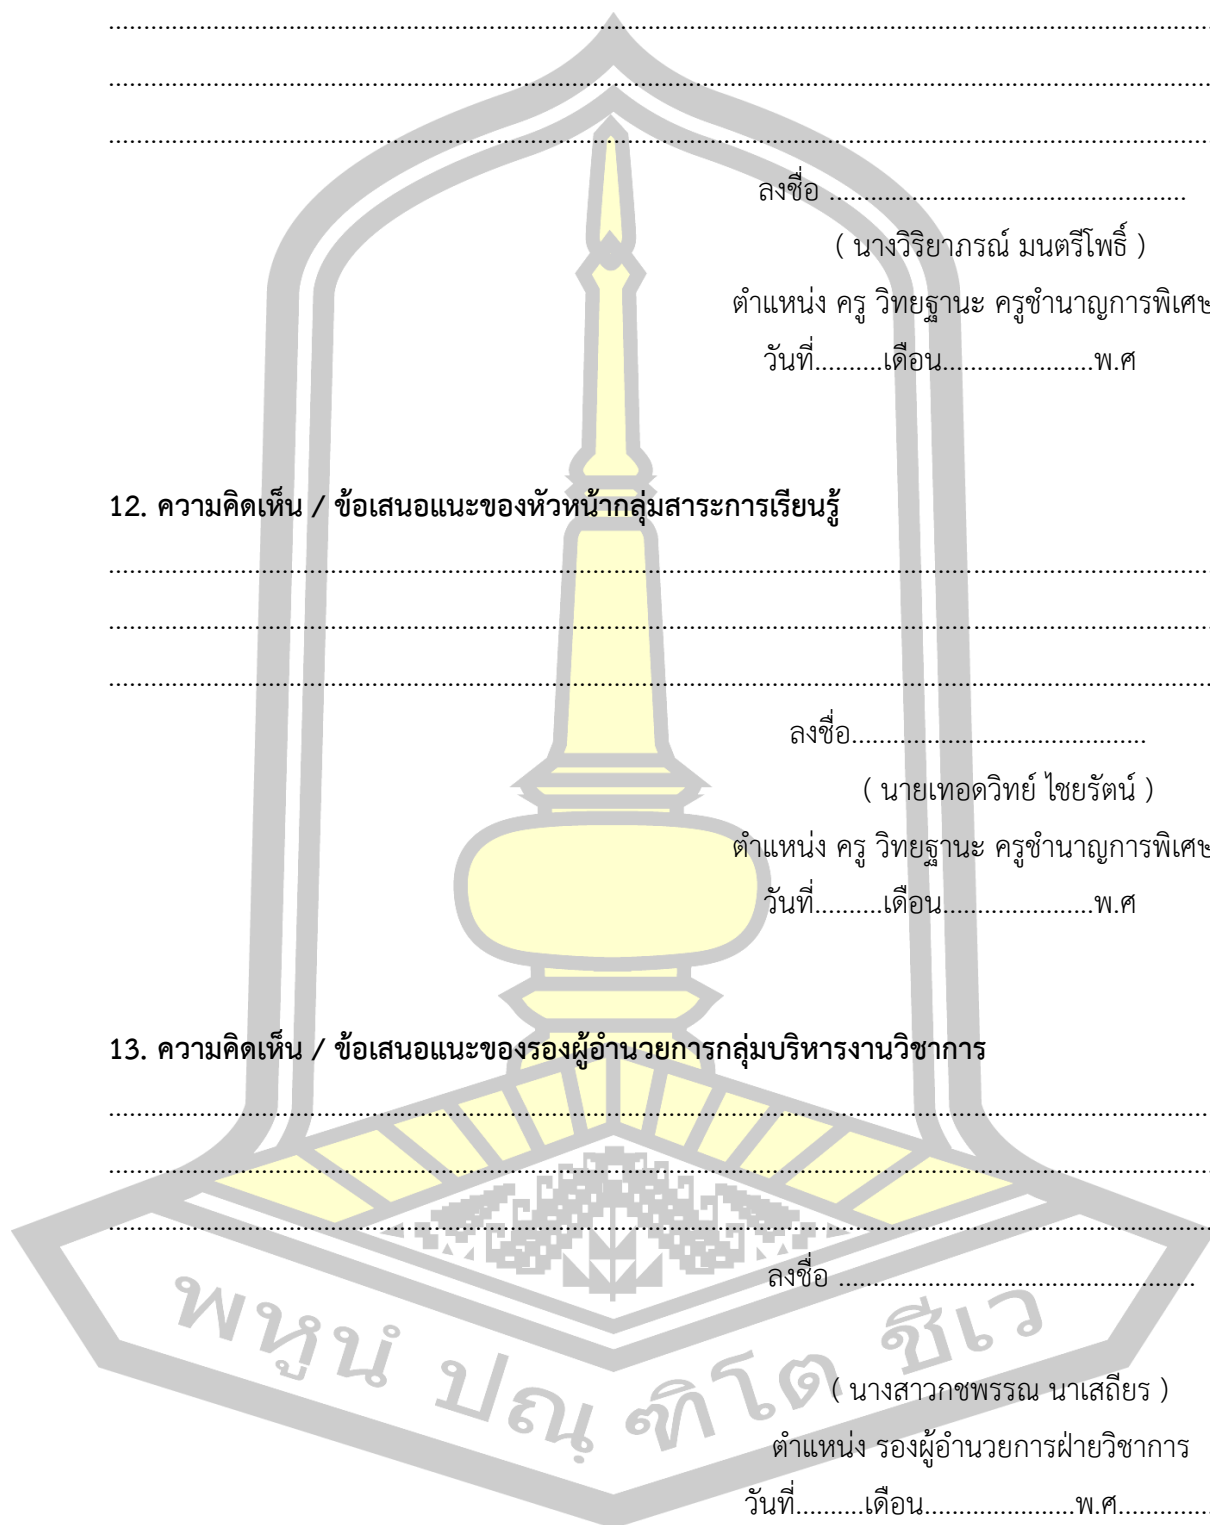 ................................................................................................................................................................
................................................................................................................................................................
................................................................................................................................................................
ลงชื่อ ....................................................
( นางวิริยาภรณ์ มนตรีโพธิ์ )
ตำแหน่ง ครู วิทยฐานะ ครูชำนาญการพิเศษ
วันที่..........เดือน......................พ.ศ
12. ความคิดเห็น / ข้อเสนอแนะของหัวหน้ากลุ่มสาระการเรียนรู้
................................................................................................................................................................
................................................................................................................................................................
................................................................................................................................................................
ลงชื่อ...........................................
( นายเทอดวิทย์ ไชยรัตน์ )
ตำแหน่ง ครู วิทยฐานะ ครูชำนาญการพิเศษ
วันที่..........เดือน......................พ.ศ
13. ความคิดเห็น / ข้อเสนอแนะของรองผู้อำนวยการกลุ่มบริหารงานวิชาการ
................................................................................................................................................................
................................................................................................................................................................
................................................................................................................................................................
ลงชื่อ ....................................................
พหูนํ ปณฺ ฑิโต ชีเว
( นางสาวกชพรรณ นาเสถียร )
ตำแหน่ง รองผู้อำนวยการฝ่ายวิชาการ
วันที่..........เดือน......................พ.ศ..............